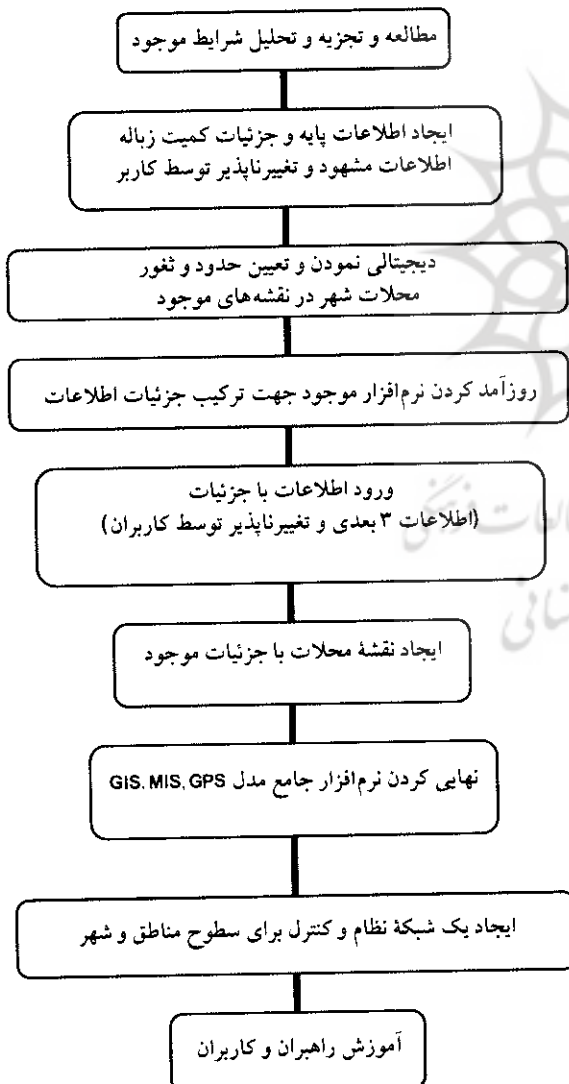 مطالعه و تجزیه و تحلیل شرایط موجود
ایجاد اطلاعات پایه و جزئیات کمیت زباله
اطلاعات مشهود و تغییرناپذیر توسط کاربر
دیجیتالی نمودن و تعیین حدود و ثغور
محلات شهر در نقشه‌های موجود
روزآمد کردن نرم‌افزار موجود جهت ترکیب جزئیات اطلاعات
ورود اطلاعات با جزئیات
(اطلاعات ۳ بعدی و تغییرناپذیر توسط کاربران)
ایجاد نقشهٔ محلات با جزئیات موجود
نهایی کردن نرم‌افزار جامع مدل GIS, MIS, GPS
ایجاد یک شبکهٔ نظام و کنترل برای سطوح مناطق و شهر
آموزش راهبران و کاربران